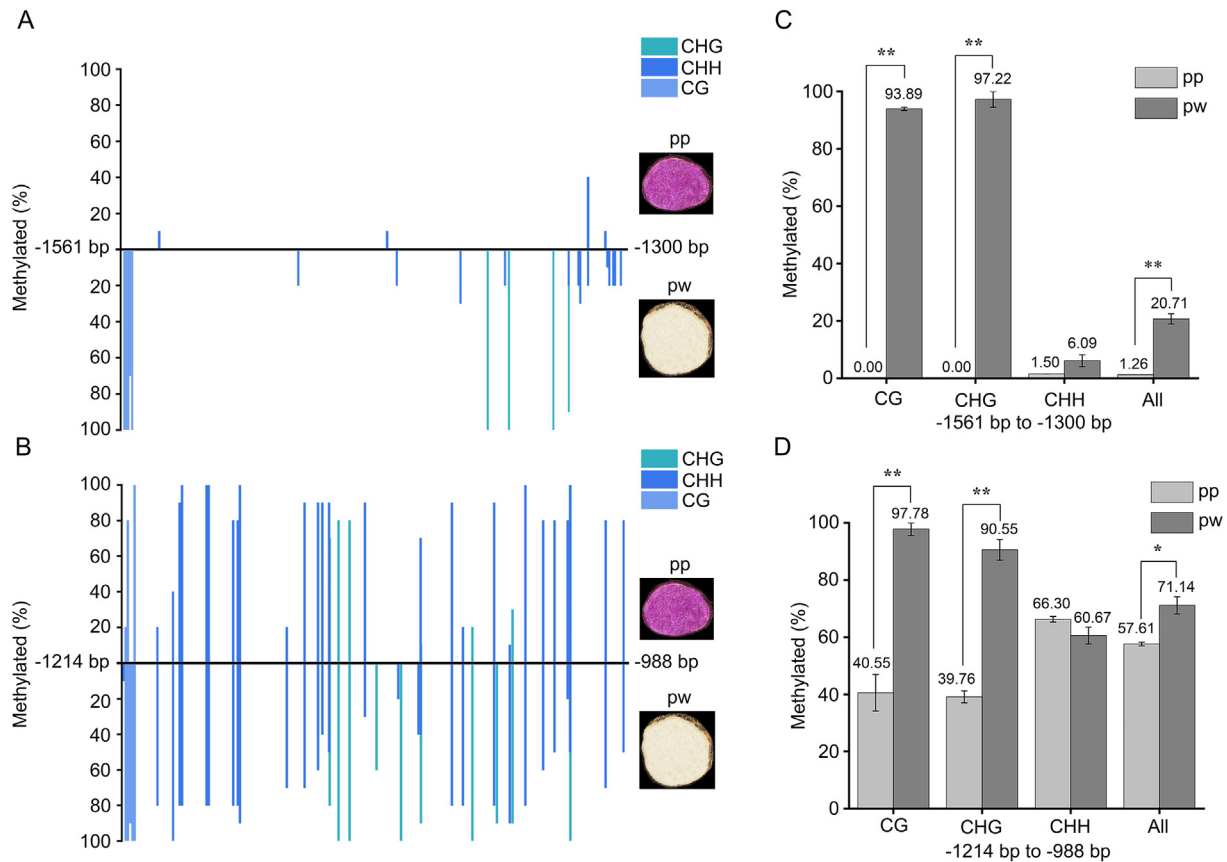 A
CHG
CHH
CG
100
80
60
40
20
20
40
60
80
100
Methylated (%)
-1561 bp
-1300 bp
pp
pw
B
CHG
CHH
CG
100
80
60
40
20
20
40
60
80
100
Methylated (%)
-1214 bp
-988 bp
pp
pw
C
pp
pw
100
80
60
40
20
0
Methylated (%)
** ** **
0.00 93.89 0.00 97.22 1.50 6.09 1.26 20.71
CG CHG CHH All
-1561 bp to -1300 bp
D
pp
pw
100
80
60
40
20
0
Methylated (%)
** ** *
40.55 97.78 39.76 90.55 66.30 60.67 57.61 71.14
CG CHG CHH All
-1214 bp to -988 bp